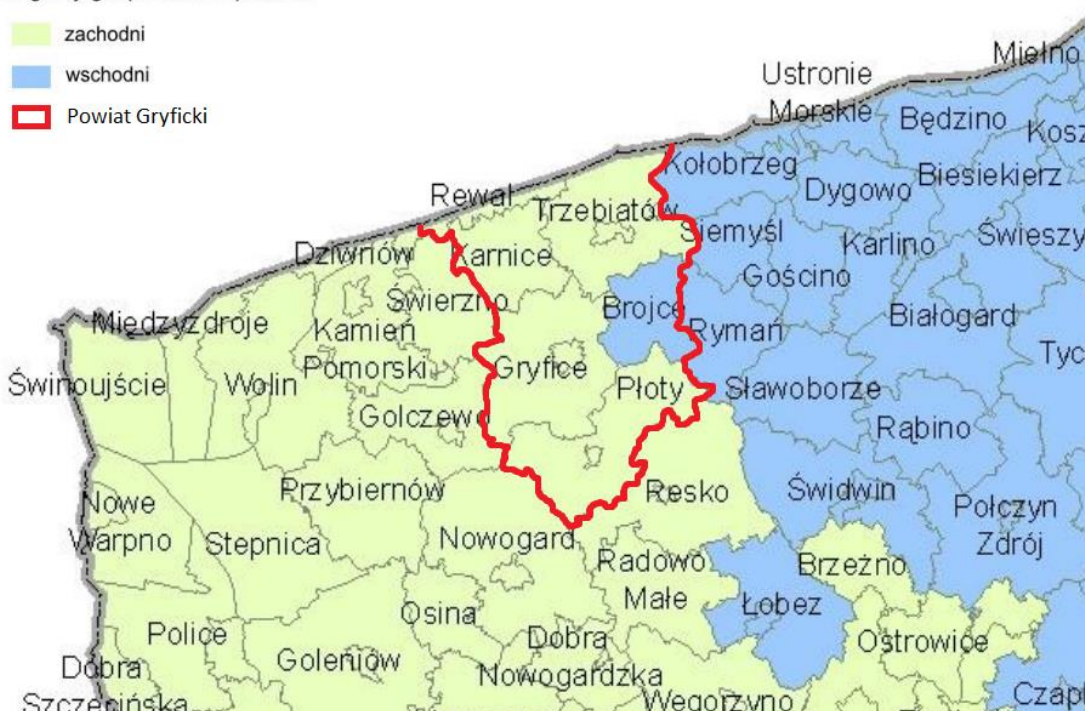 zachodni
wschodni
Powiat Gryficki
Mielno
Ustronie
Morskie
Będzino
Kołobrzeg
Dygowo
Biesiekierz
Rewal
Trzebiatów
Siemyśl
Karlino
Dziwnów
Karnice
Gościno
Świerzno
Brojce
Białogard
Międzyzdroje
Kamień
Pomorski
Rymań
Gryfice
Świnoujście
Wolin
Płoty
Sławoborze
Golczewo
Rąbino
Przybiernów
Resko
Świdwin
Nowe
Warpno
Połczyn
Zdrój
Stepnica
Nowogard
Radowo
Małe
Brzeźno
Łobez
Osina
Police
Dobra
Nowogardzka
Ostrowice
Goleniów
Dobra
Szczecińska
Węgorzyno